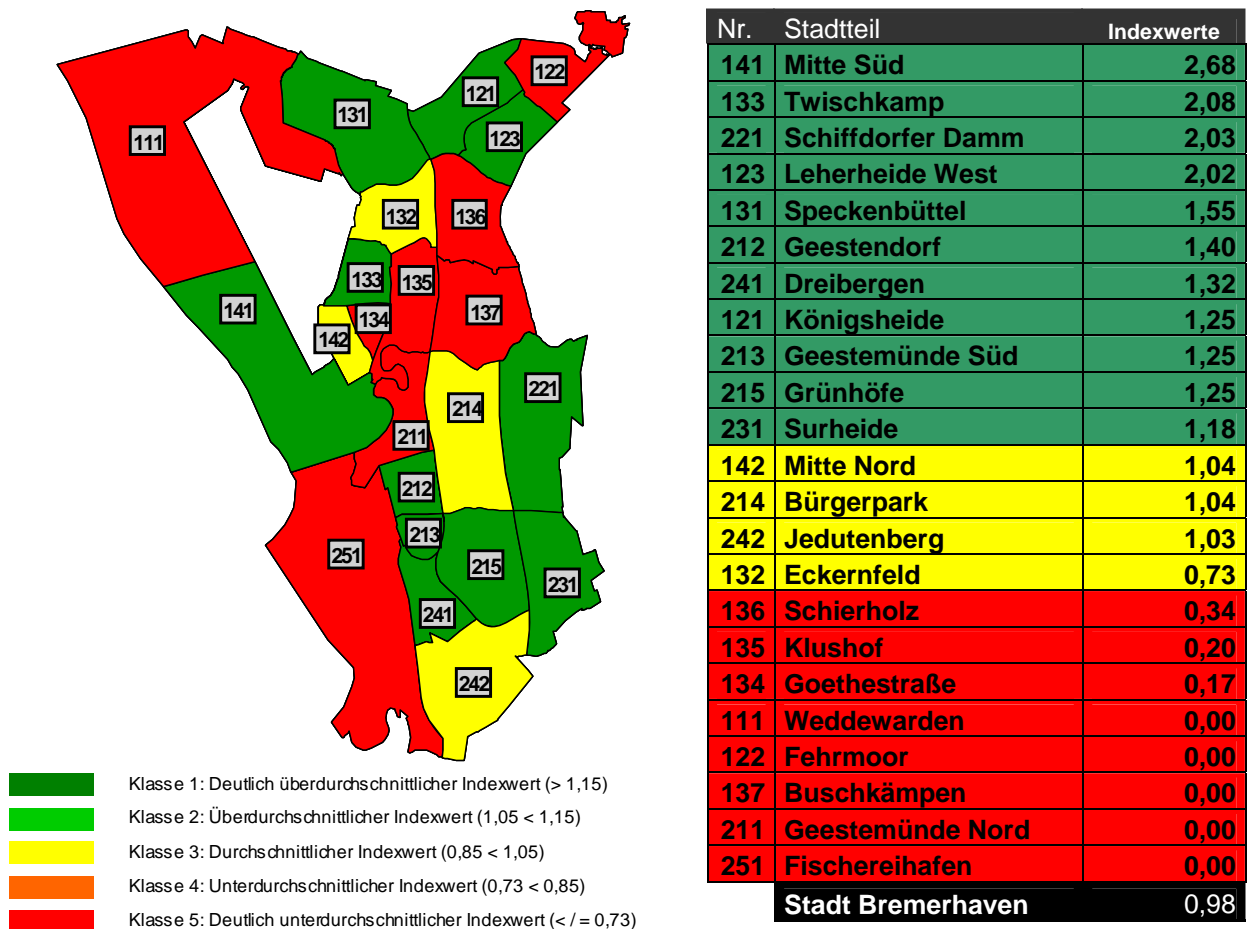 122
121
131
123
111
132
136
133
135
141
134
137
142
221
214
211
212
213
251
215
231
241
242
Klasse 1: Deutlich überdurchschnittlicher Indexwert (> 1,15)
Klasse 2: Überdurchschnittlicher Indexwert (1,05 < 1,15)
Klasse 3: Durchschnittlicher Indexwert (0,85 < 1,05)
Klasse 4: Unterdurchschnittlicher Indexwert (0,73 < 0,85)
Klasse 5: Deutlich unterdurchschnittlicher Indexwert (< / = 0,73)
Nr. Stadtteil Indexwerte
141 Mitte Süd 2,68
133 Twischkamp 2,08
221 Schiffdorfer Damm 2,03
123 Leherheide West 2,02
131 Speckenbüttel 1,55
212 Geestendorf 1,40
241 Dreibergen 1,32
121 Königsheide 1,25
213 Geestemünde Süd 1,25
215 Grünhöfe 1,25
231 Surheide 1,18
142 Mitte Nord 1,04
214 Bürgerpark 1,04
242 Jedutenberg 1,03
132 Eckernfeld 0,73
136 Schierholz 0,34
135 Klushof 0,20
134 Goethestraße 0,17
111 Weddewarden 0,00
122 Fehrmoor 0,00
137 Buschkämpen 0,00
211 Geestemünde Nord 0,00
251 Fischereihafen 0,00
Stadt Bremerhaven 0,98